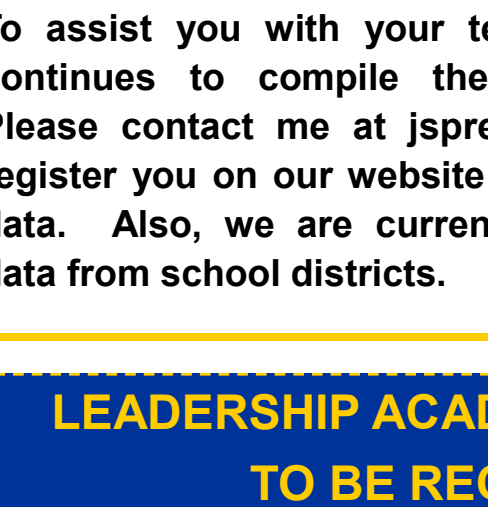 To assist you with your te
continues to compile the
Please contact me at jspre
register you on our website
data. Also, we are curren
data from school districts.
LEADERSHIP ACAD
TO BE REC